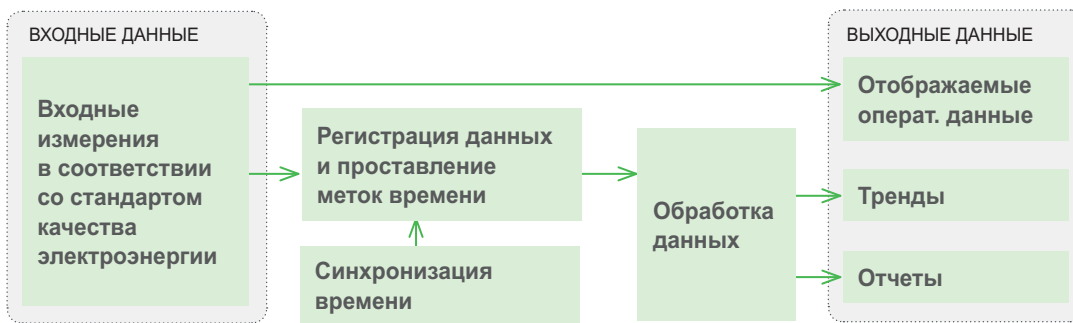 ВХОДНЫЕ ДАННЫЕ
Входные
измерения
в соответствии
со стандартом
качества
электроэнергии
Регистрация данных
и проставление
меток времени
Синхронизация
времени
Обработка
данных
ВЫХОДНЫЕ ДАННЫЕ
Отображаемые
операт. данные
Тренды
Отчеты